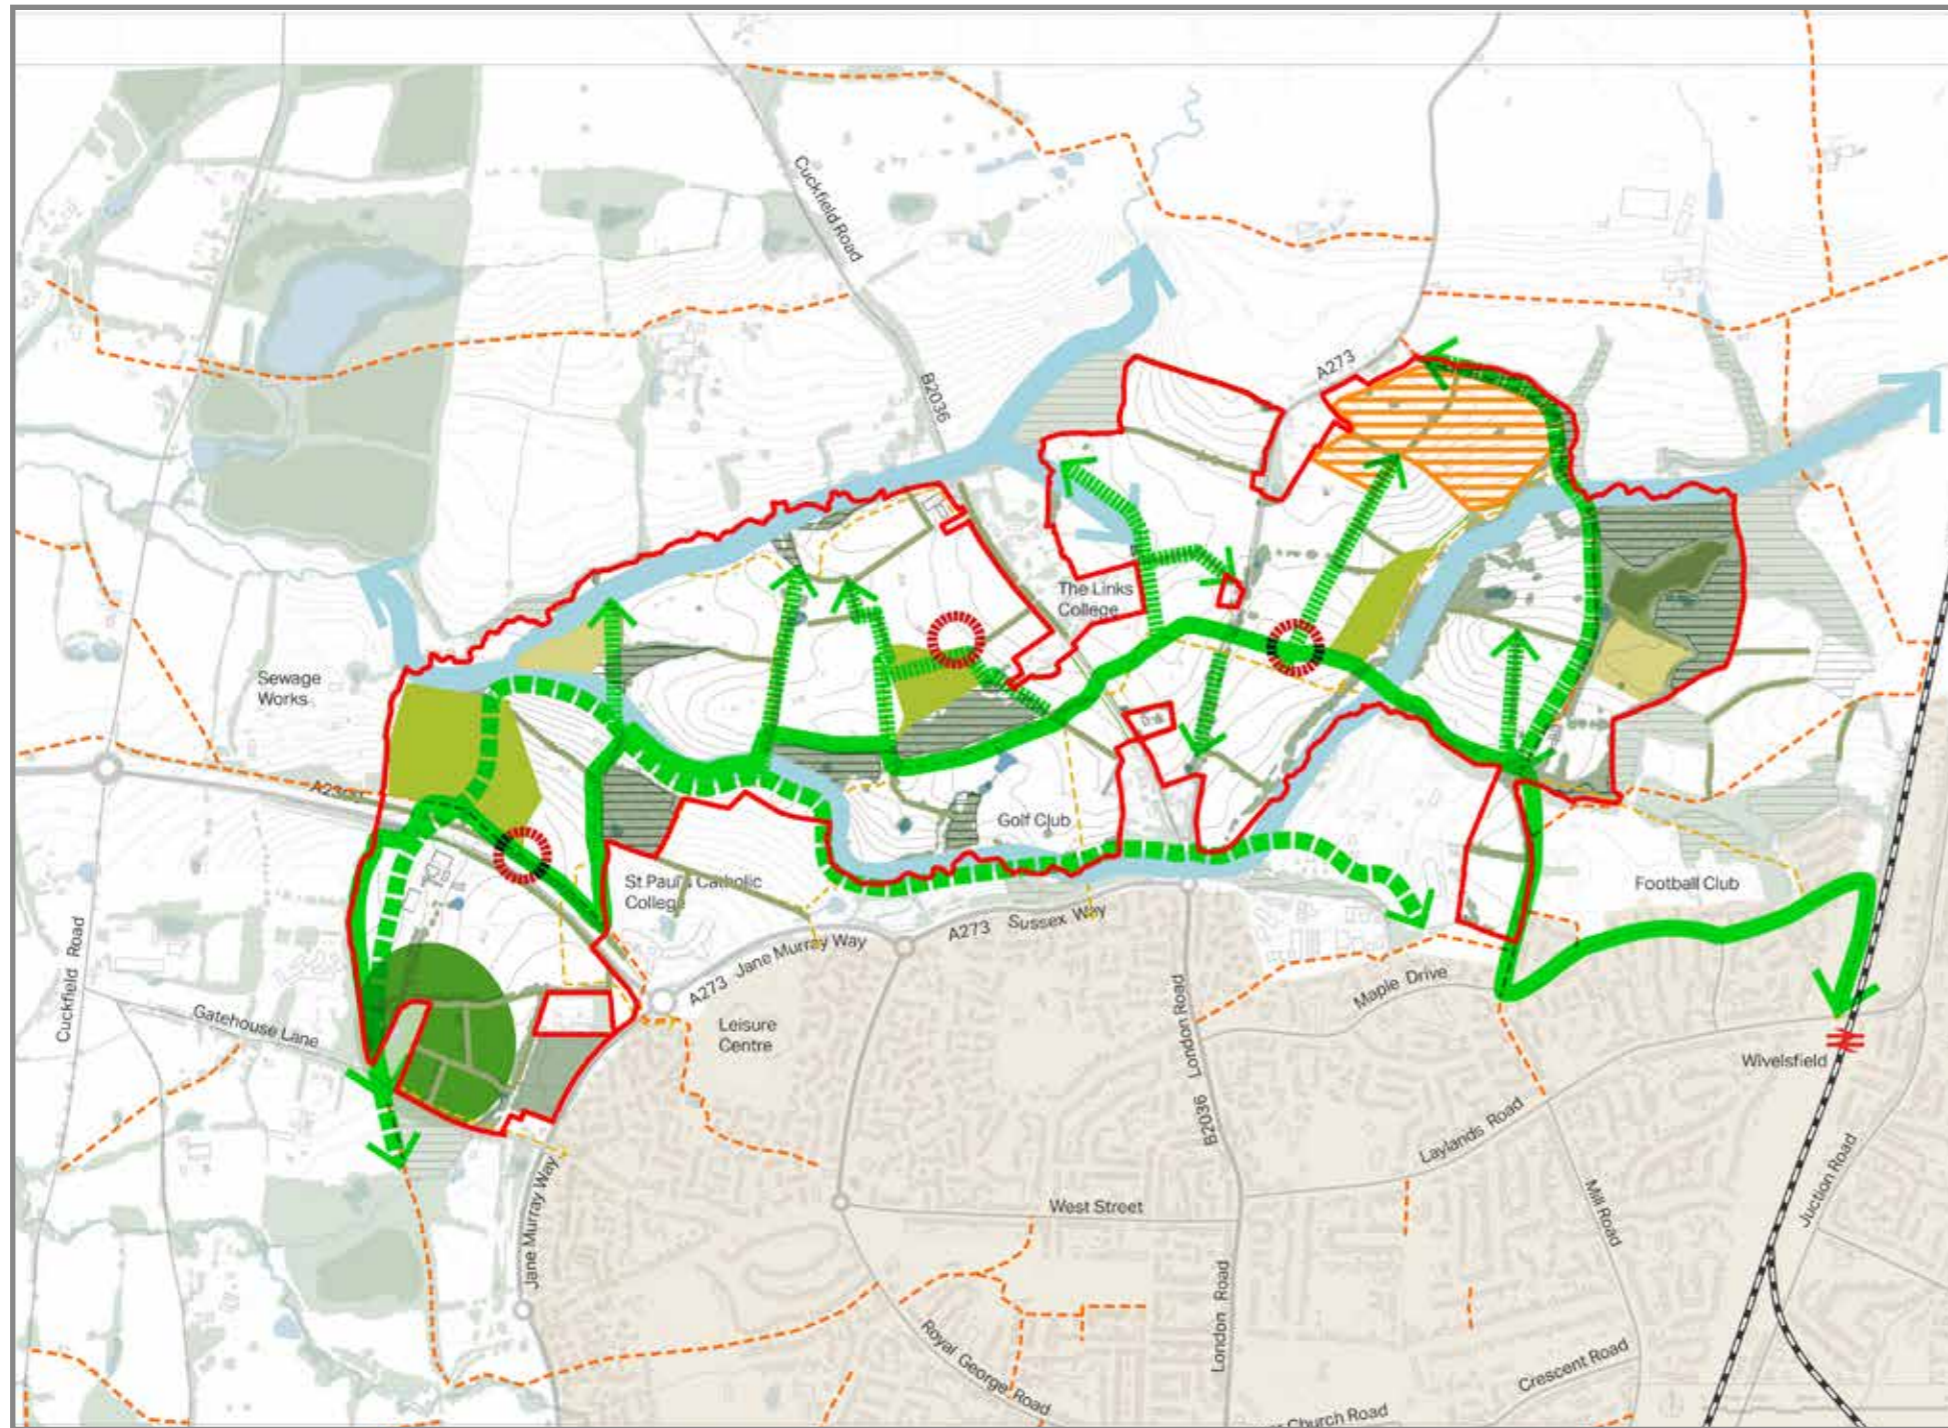 Cuckfield Road
B2036
A273
The Links
College
Sewage
Works
Golf Club
St Paul's Catholic
College
Football Club
A273 Sussex Way
A273 Jane Murray Way
Maple Drive
Cuckfield Road
Gatehouse Lane
Leisure
Centre
B2036 London Road
Wivelsfield
Laylands Road
Juction Road
Mill Road
West Street
Jane Murray Way
London Road
Royal George Road
Crescent Road
Church Road